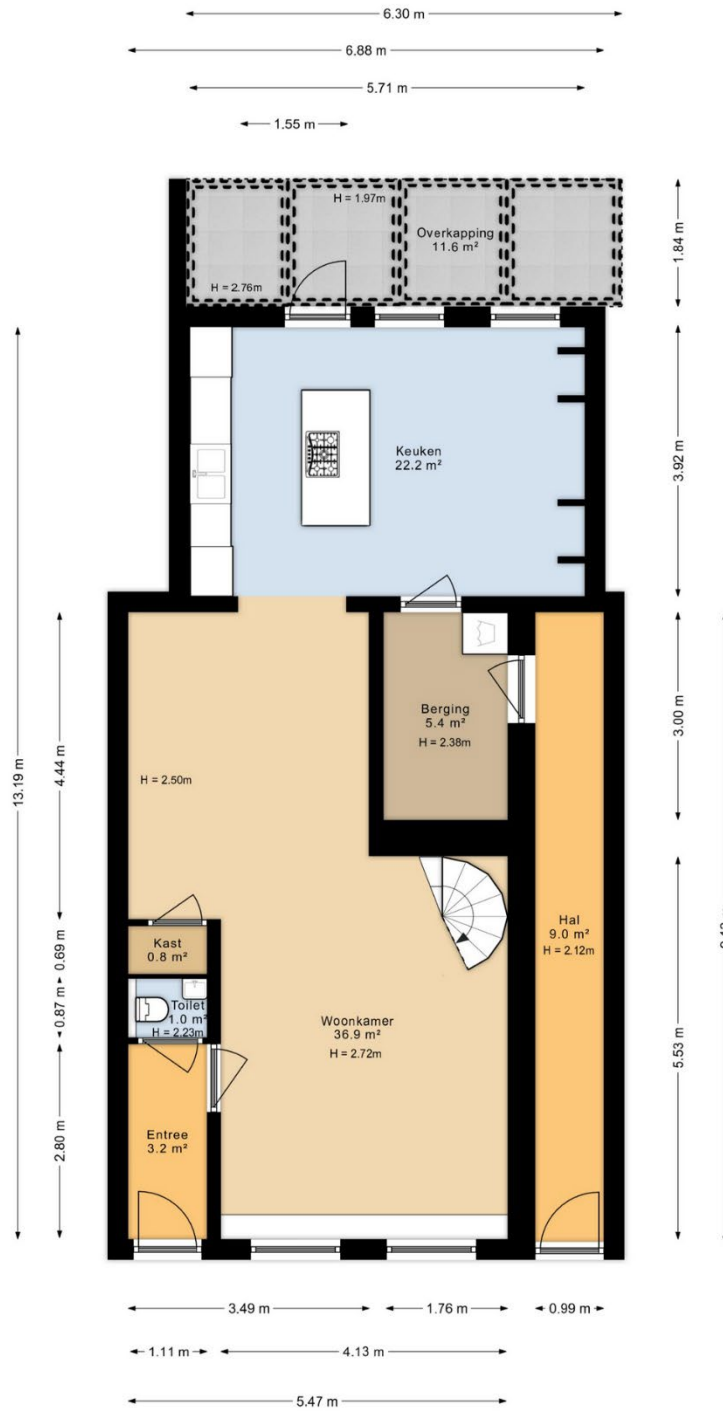 6.30 m
6.88 m
5.71 m
1.55 m
H = 1.97m
Overkapping
11.6 m²
H = 2.76m
1.84 m
Keuken
22.2 m²
3.92 m
13.19 m
4.44 m
H = 2.50m
Berging
5.4 m²
H = 2.38m
3.00 m
Kast
0.8 m²
0.69 m
Toilet
1.0 m²
H = 2.23m
0.87 m
Hal
9.0 m²
H = 2.12m
Woonkamer
36.9 m²
H = 2.72m
5.53 m
Entree
3.2 m²
2.80 m
3.49 m
1.76 m
0.99 m
1.11 m
4.13 m
5.47 m